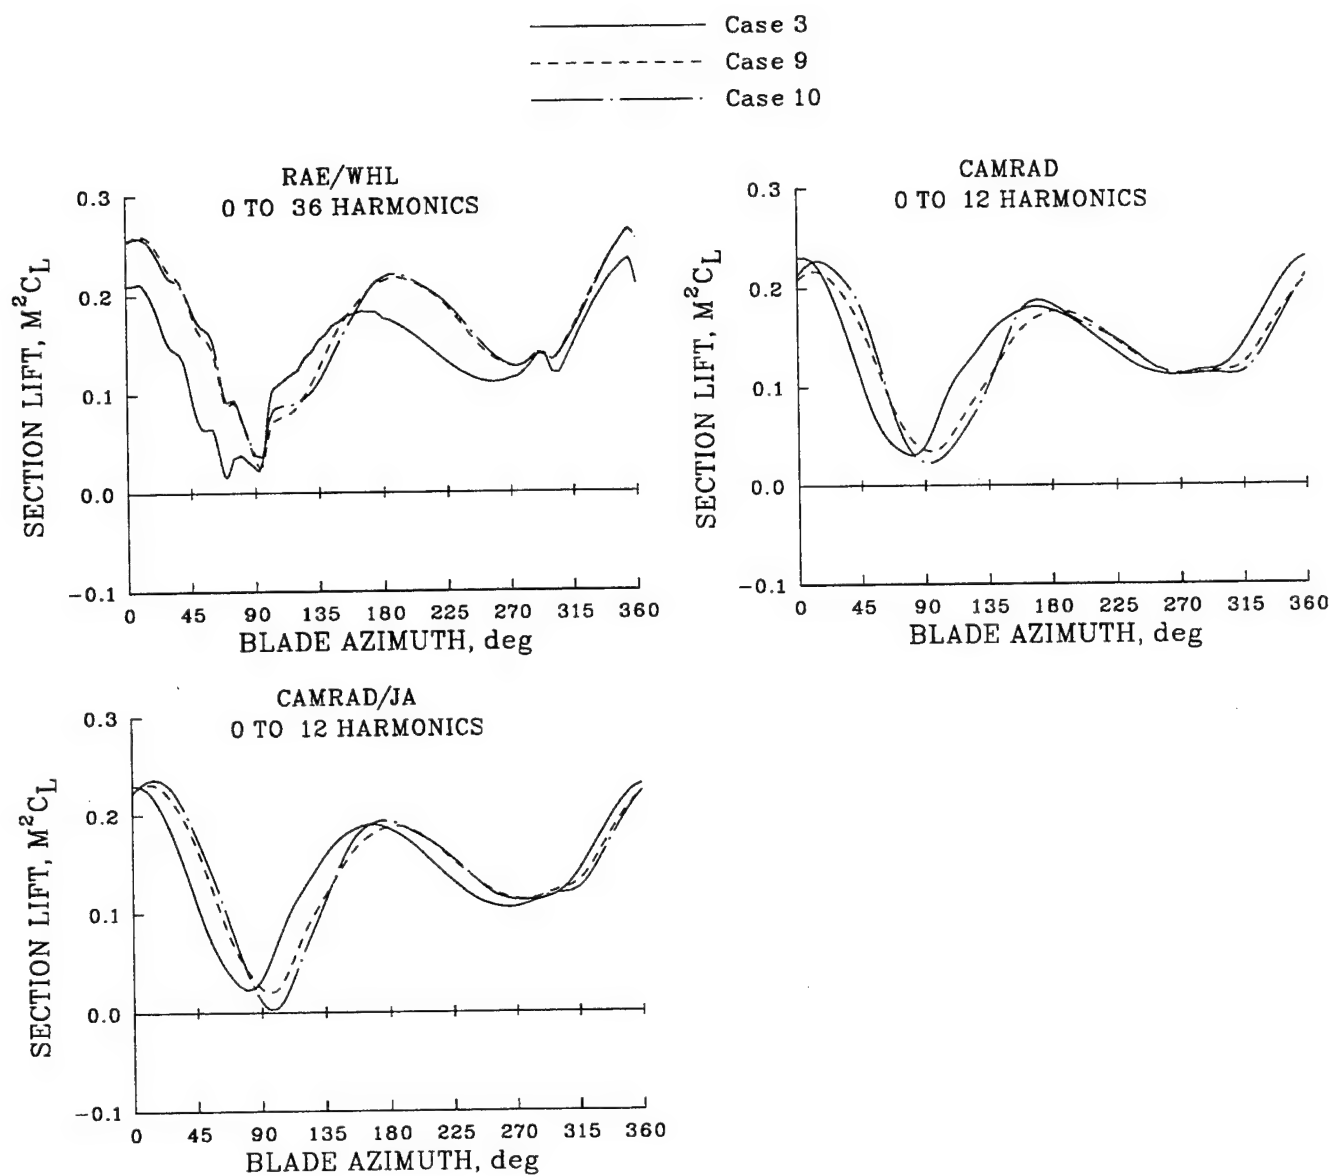 Case 3
Case 9
Case 10
RAE/WHL
0 TO 36 HARMONICS
0.3
0.2
0.1
0.0
−0.1
SECTION LIFT, M²C_L
0 45 90 135 180 225 270 315 360
BLADE AZIMUTH, deg
CAMRAD
0 TO 12 HARMONICS
0.3
0.2
0.1
0.0
−0.1
SECTION LIFT, M²C_L
0 45 90 135 180 225 270 315 360
BLADE AZIMUTH, deg
CAMRAD/JA
0 TO 12 HARMONICS
0.3
0.2
0.1
0.0
−0.1
SECTION LIFT, M²C_L
0 45 90 135 180 225 270 315 360
BLADE AZIMUTH, deg